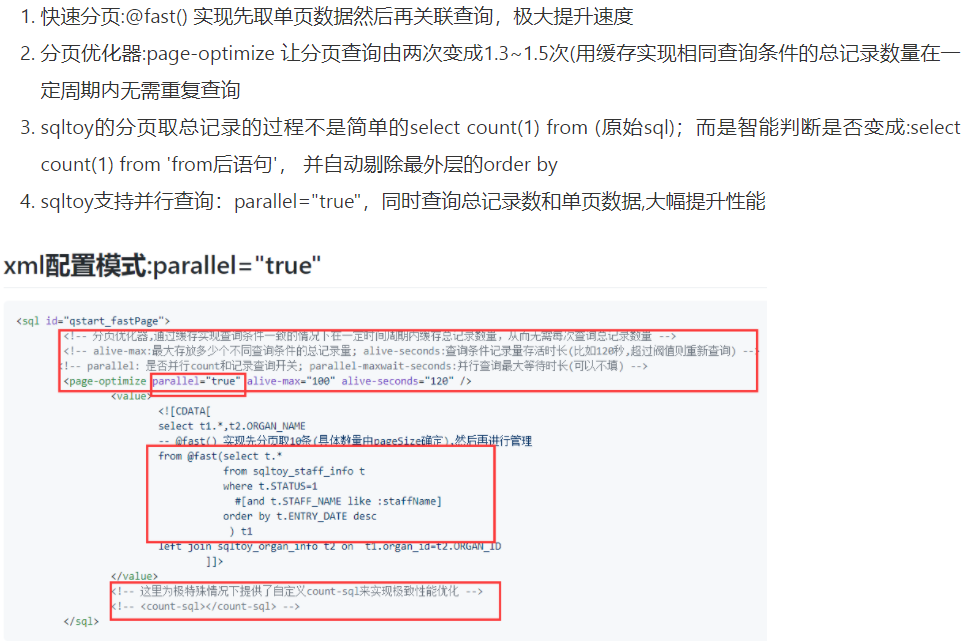 1. 快速分页:@fast() 实现先取单页数据然后再关联查询，极大提升速度
2. 分页优化器:page-optimize 让分页查询由两次变成1.3~1.5次(用缓存实现相同查询条件的总记录数量在一
定周期内无需重复查询
3. sqltoy的分页取总记录的过程不是简单的select count(1) from (原始sql)；而是智能判断是否变成:select
count(1) from 'from后语句'， 并自动剔除最外层的order by
4. sqltoy支持并行查询：parallel="true"，同时查询总记录数和单页数据,大幅提升性能
xml配置模式:parallel="true"
<sql id="qstart_fastPage">
<!-- 分页优化器,通过缓存实现查询条件一致的情况下在一定时间周期内缓存总记录数量，从而无需每次查询总记录数量 -->
<!-- alive-max:最大存放多少个不同查询条件的总记录量; alive-seconds:查询条件记录量存活时长(比如120秒,超过阀值则重新查询) -->
<!-- parallel: 是否并行count和记录查询开关; parallel-maxwait-seconds:并行查询最大等待时长(可以不填) -->
<page-optimize parallel="true" alive-max="100" alive-seconds="120" />
<value>
<![CDATA[
select t1.*,t2.ORGAN_NAME
-- @fast() 实现先分页取10条(具体数量由pageSize确定),然后再进行管理
from @fast(select t.*
from sqltoy_staff_info t
where t.STATUS=1
#[and t.STAFF_NAME like :staffName]
order by t.ENTRY_DATE desc
) t1
left join sqltoy_organ_info t2 on  t1.organ_id=t2.ORGAN_ID
]]>
</value>
<!-- 这里为极特殊情况下提供了自定义count-sql来实现极致性能优化 -->
<!-- <count-sql></count-sql> -->
</sql>